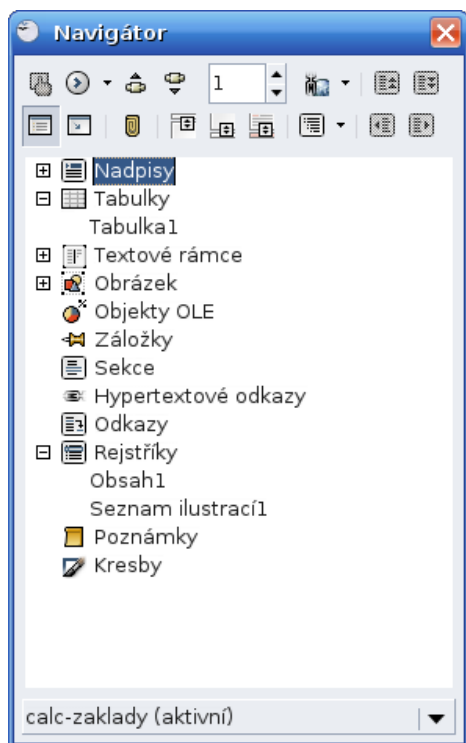 Navigátor
1
Nadpisy
Tabulky
Tabulka1
Textové rámce
Obrázek
Objekty OLE
Záložky
Sekce
Hypertextové odkazy
Odkazy
Rejstříky
Obsah1
Seznam ilustrací1
Poznámky
Kresby
calc-zaklady (aktivní)